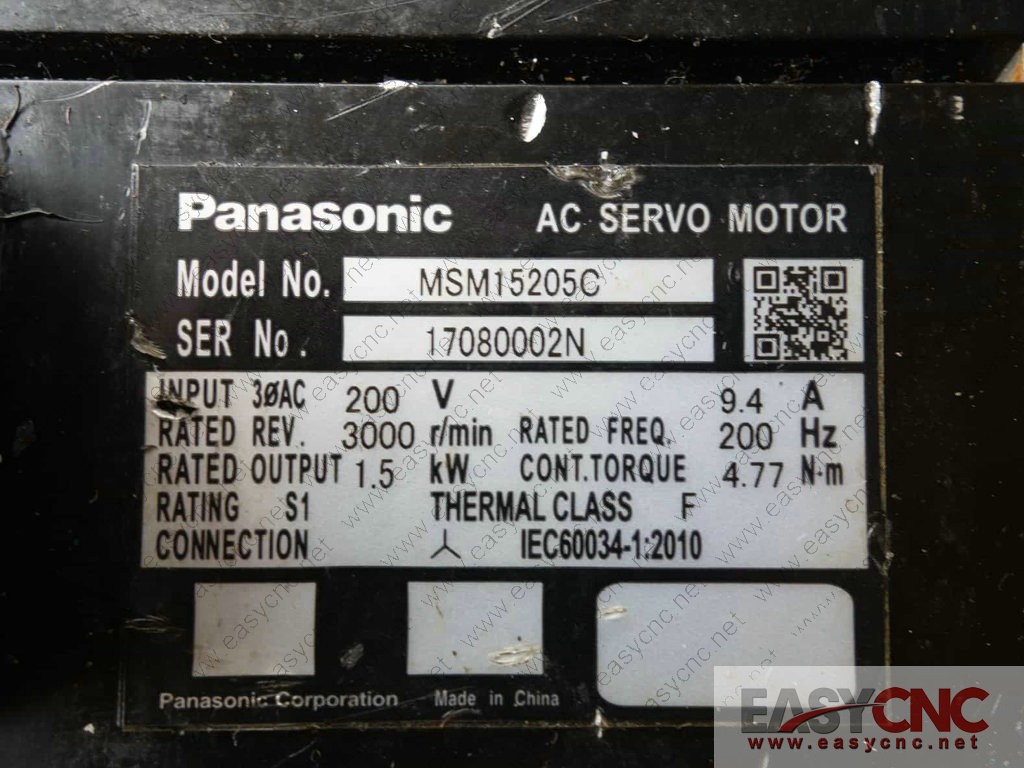 Panasonic AC SERVO MOTOR
Model No. MSM15205C
SER No. 17080002N
INPUT 3øAC 200 V 9.4 A
RATED REV. 3000 r/min RATED FREQ. 200 Hz
RATED OUTPUT 1.5 kW CONT.TORQUE 4.77 N·m
RATING S1 THERMAL CLASS F
CONNECTION IEC60034-1:2010
Panasonic Corporation Made in China
EASYCNC
www.easycnc.net